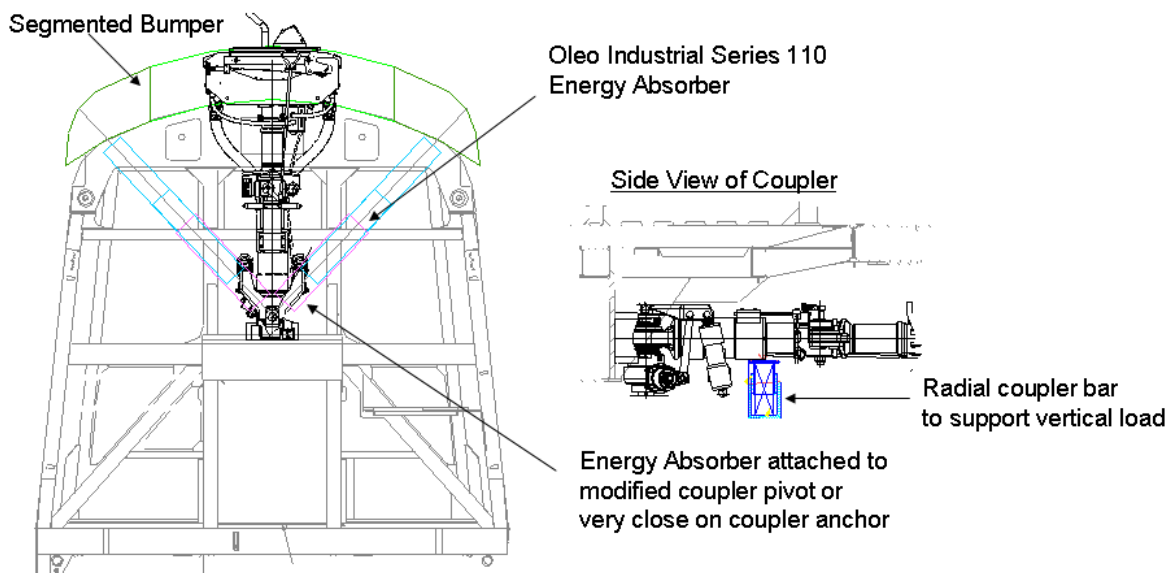 Segmented Bumper
Oleo Industrial Series 110
Energy Absorber
Side View of Coupler
Radial coupler bar
to support vertical load
Energy Absorber attached to
modified coupler pivot or
very close on coupler anchor